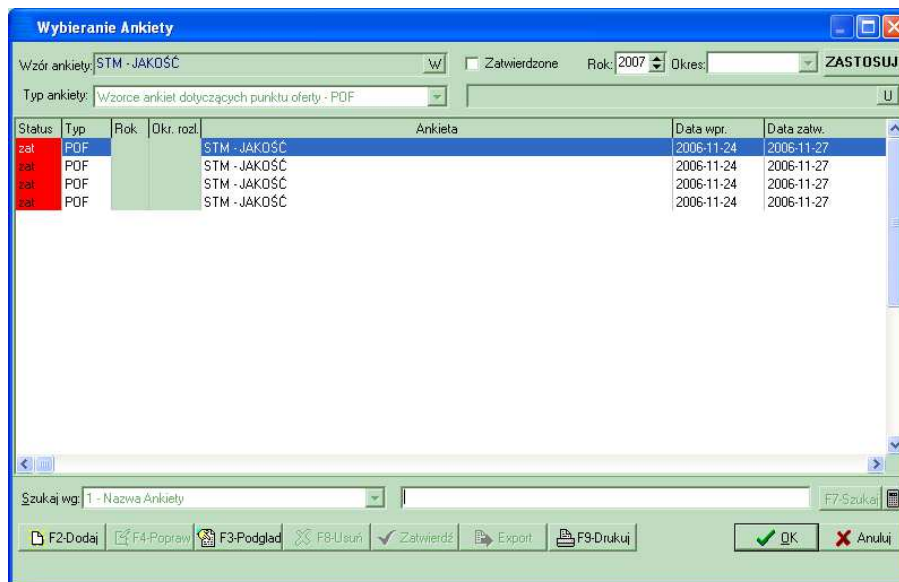 Wybieranie Ankiety
Wzór ankiety: STM - JAKOŚĆ W Zatwierdzone Rok: 2007 Okres: ZASTOSUJ
Typ ankiety: Wzorce ankiet dotyczących punktu oferty - POF U
Status Typ Rok Okr. rozl. Ankieta Data wpr. Data zatw.
zat POF STM - JAKOŚĆ 2006-11-24 2006-11-27
zat POF STM - JAKOŚĆ 2006-11-24 2006-11-27
zat POF STM - JAKOŚĆ 2006-11-24 2006-11-27
zat POF STM - JAKOŚĆ 2006-11-24 2006-11-27
Szukaj wg: 1 - Nazwa Ankiety F7-Szukaj
F2-Dodaj F4-Popraw F3-Podgląd F8-Usuń Zatwierdź Export F9-Drukuj OK Anuluj